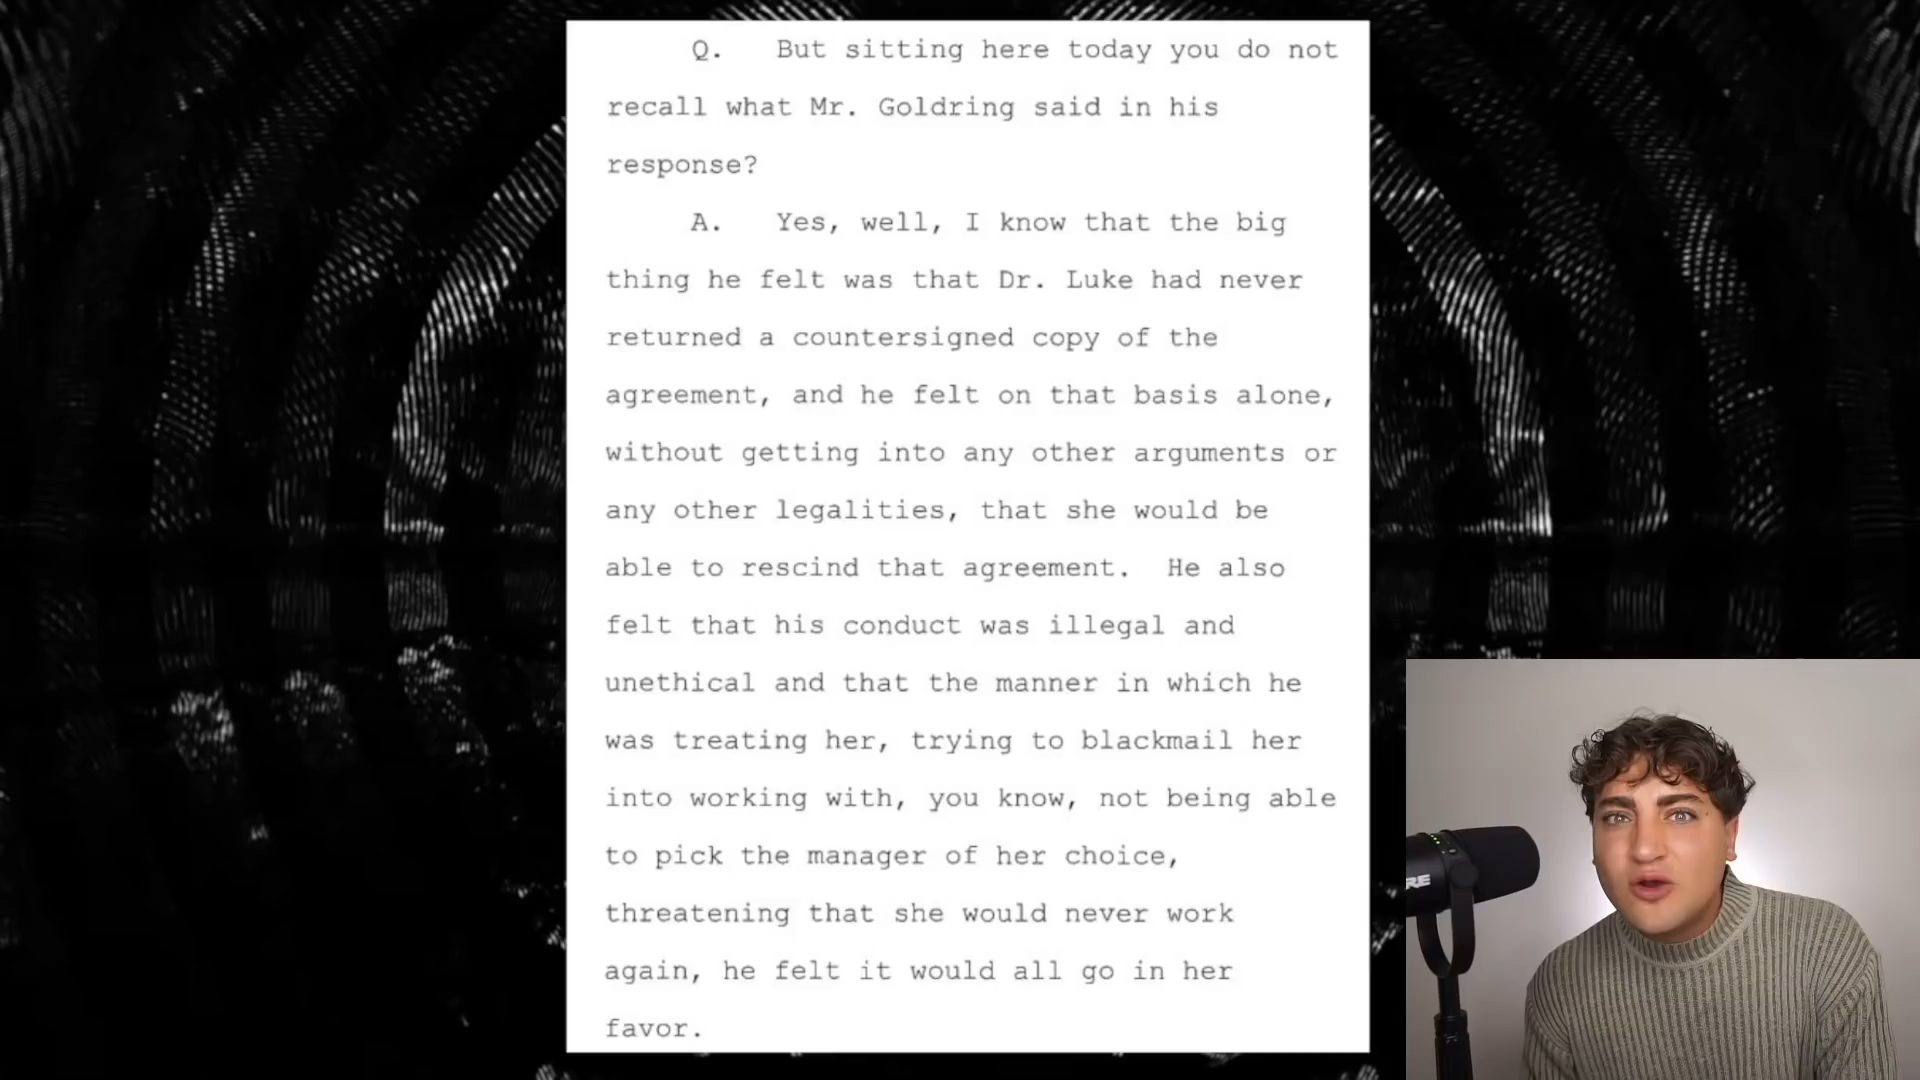 Q. But sitting here today you do not
recall what Mr. Goldring said in his
response?
A. Yes, well, I know that the big
thing he felt was that Dr. Luke had never
returned a countersigned copy of the
agreement, and he felt on that basis alone,
without getting into any other arguments or
any other legalities, that she would be
able to rescind that agreement. He also
felt that his conduct was illegal and
unethical and that the manner in which he
was treating her, trying to blackmail her
into working with, you know, not being able
to pick the manager of her choice,
threatening that she would never work
again, he felt it would all go in her
favor.
RE